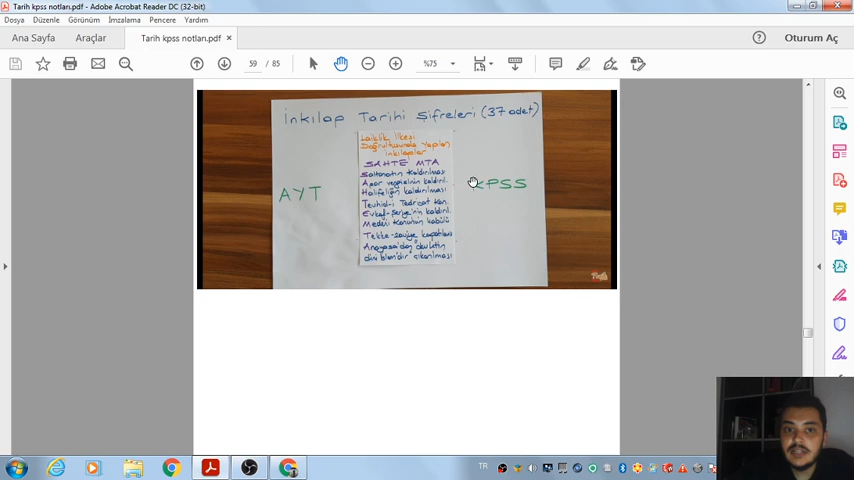 Tarih kpss notları.pdf - Adobe Acrobat Reader DC (32-bit)
Dosya Düzenle Görünüm İmzalama Pencere Yardım
Ana Sayfa Araçlar Tarih kpss notları.pdf Oturum Aç
59 / 85 %75
İnkılap Tarihi Şifreleri (37 adet)
Laiklik İlkesi
Doğrultusunda Yapılan
İnkılaplar
SAHTE MTA
Saltanatın Kaldırılması
Aşar vergisinin kaldırıl.
Halifeliğin kaldırılması
Tevhid-i Tedrisat Kan.
Evkaf-Şeriye'nin Kaldırıl.
Medeni Kanunun Kabulü
Tekke-zaviye kapatılması
Anayasa'dan devletin
dini İslam'dır çıkarılması
AYT
KPSS
TR